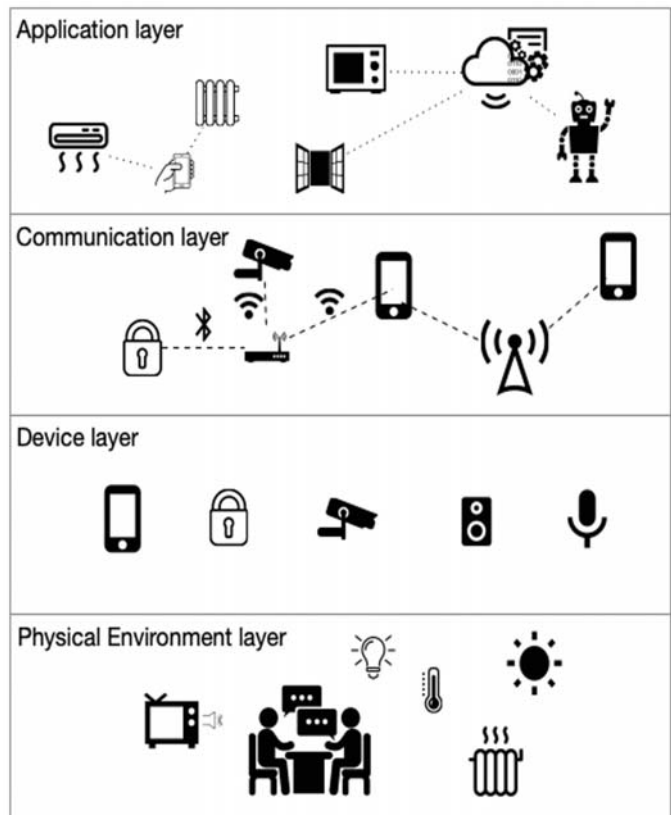 Application layer
Communication layer
Device layer
Physical Environment layer